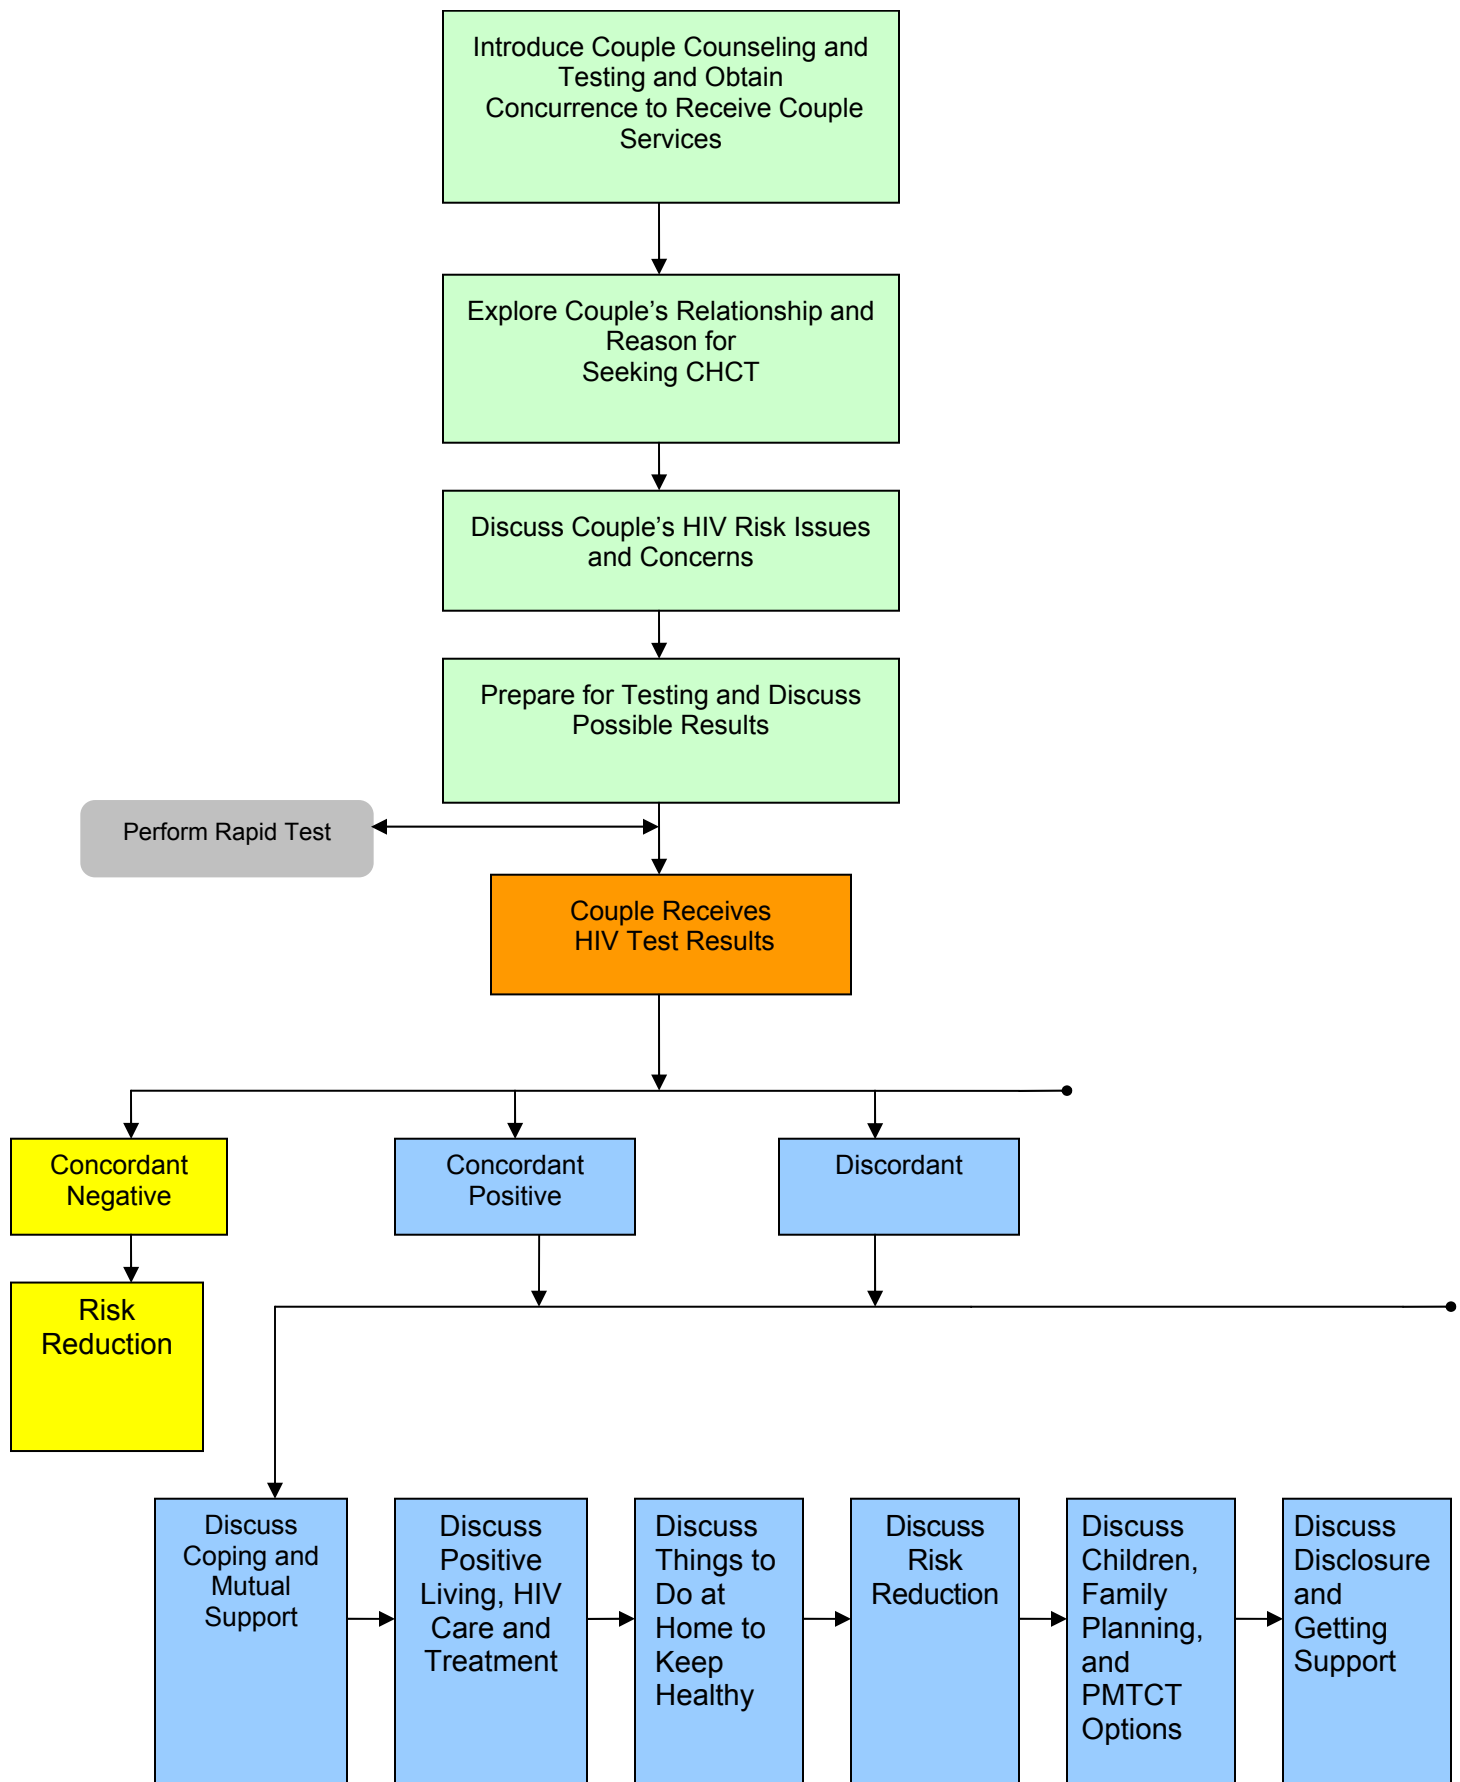 Introduce Couple Counseling and
Testing and Obtain
Concurrence to Receive Couple
Services
Explore Couple’s Relationship and
Reason for
Seeking CHCT
Discuss Couple’s HIV Risk Issues
and Concerns
Prepare for Testing and Discuss
Possible Results
Perform Rapid Test
Couple Receives
HIV Test Results
Concordant
Negative
Concordant
Positive
Discordant
Risk
Reduction
Discuss
Coping and
Mutual
Support
Discuss
Positive
Living, HIV
Care and
Treatment
Discuss
Things to
Do at
Home to
Keep
Healthy
Discuss
Risk
Reduction
Discuss
Children,
Family
Planning,
and
PMTCT
Options
Discuss
Disclosure
and
Getting
Support